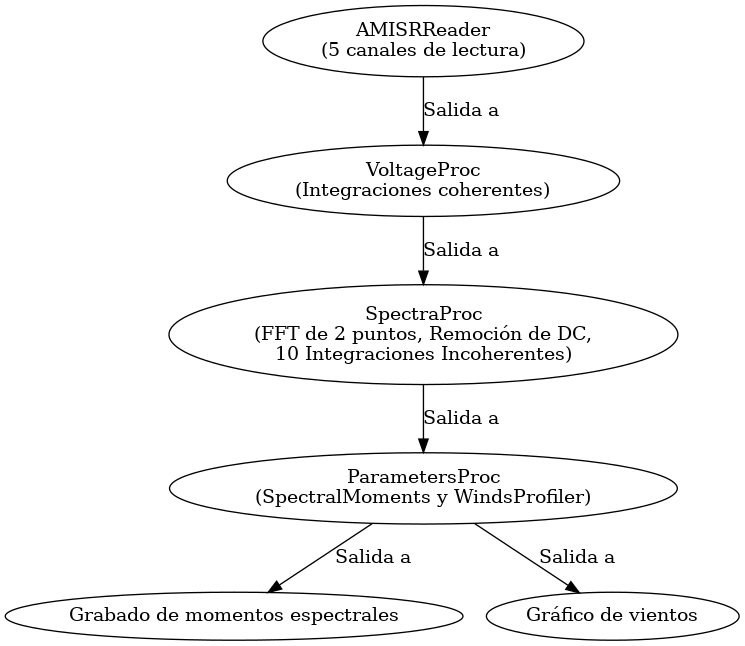 AMISRReader
(5 canales de lectura)
Salida a
VoltageProc
(Integraciones coherentes)
Salida a
SpectraProc
(FFT de 2 puntos, Remoción de DC,
10 Integraciones Incoherentes)
Salida a
ParametersProc
(SpectralMoments y WindsProfiler)
Salida a
Salida a
Grabado de momentos espectrales
Gráfico de vientos